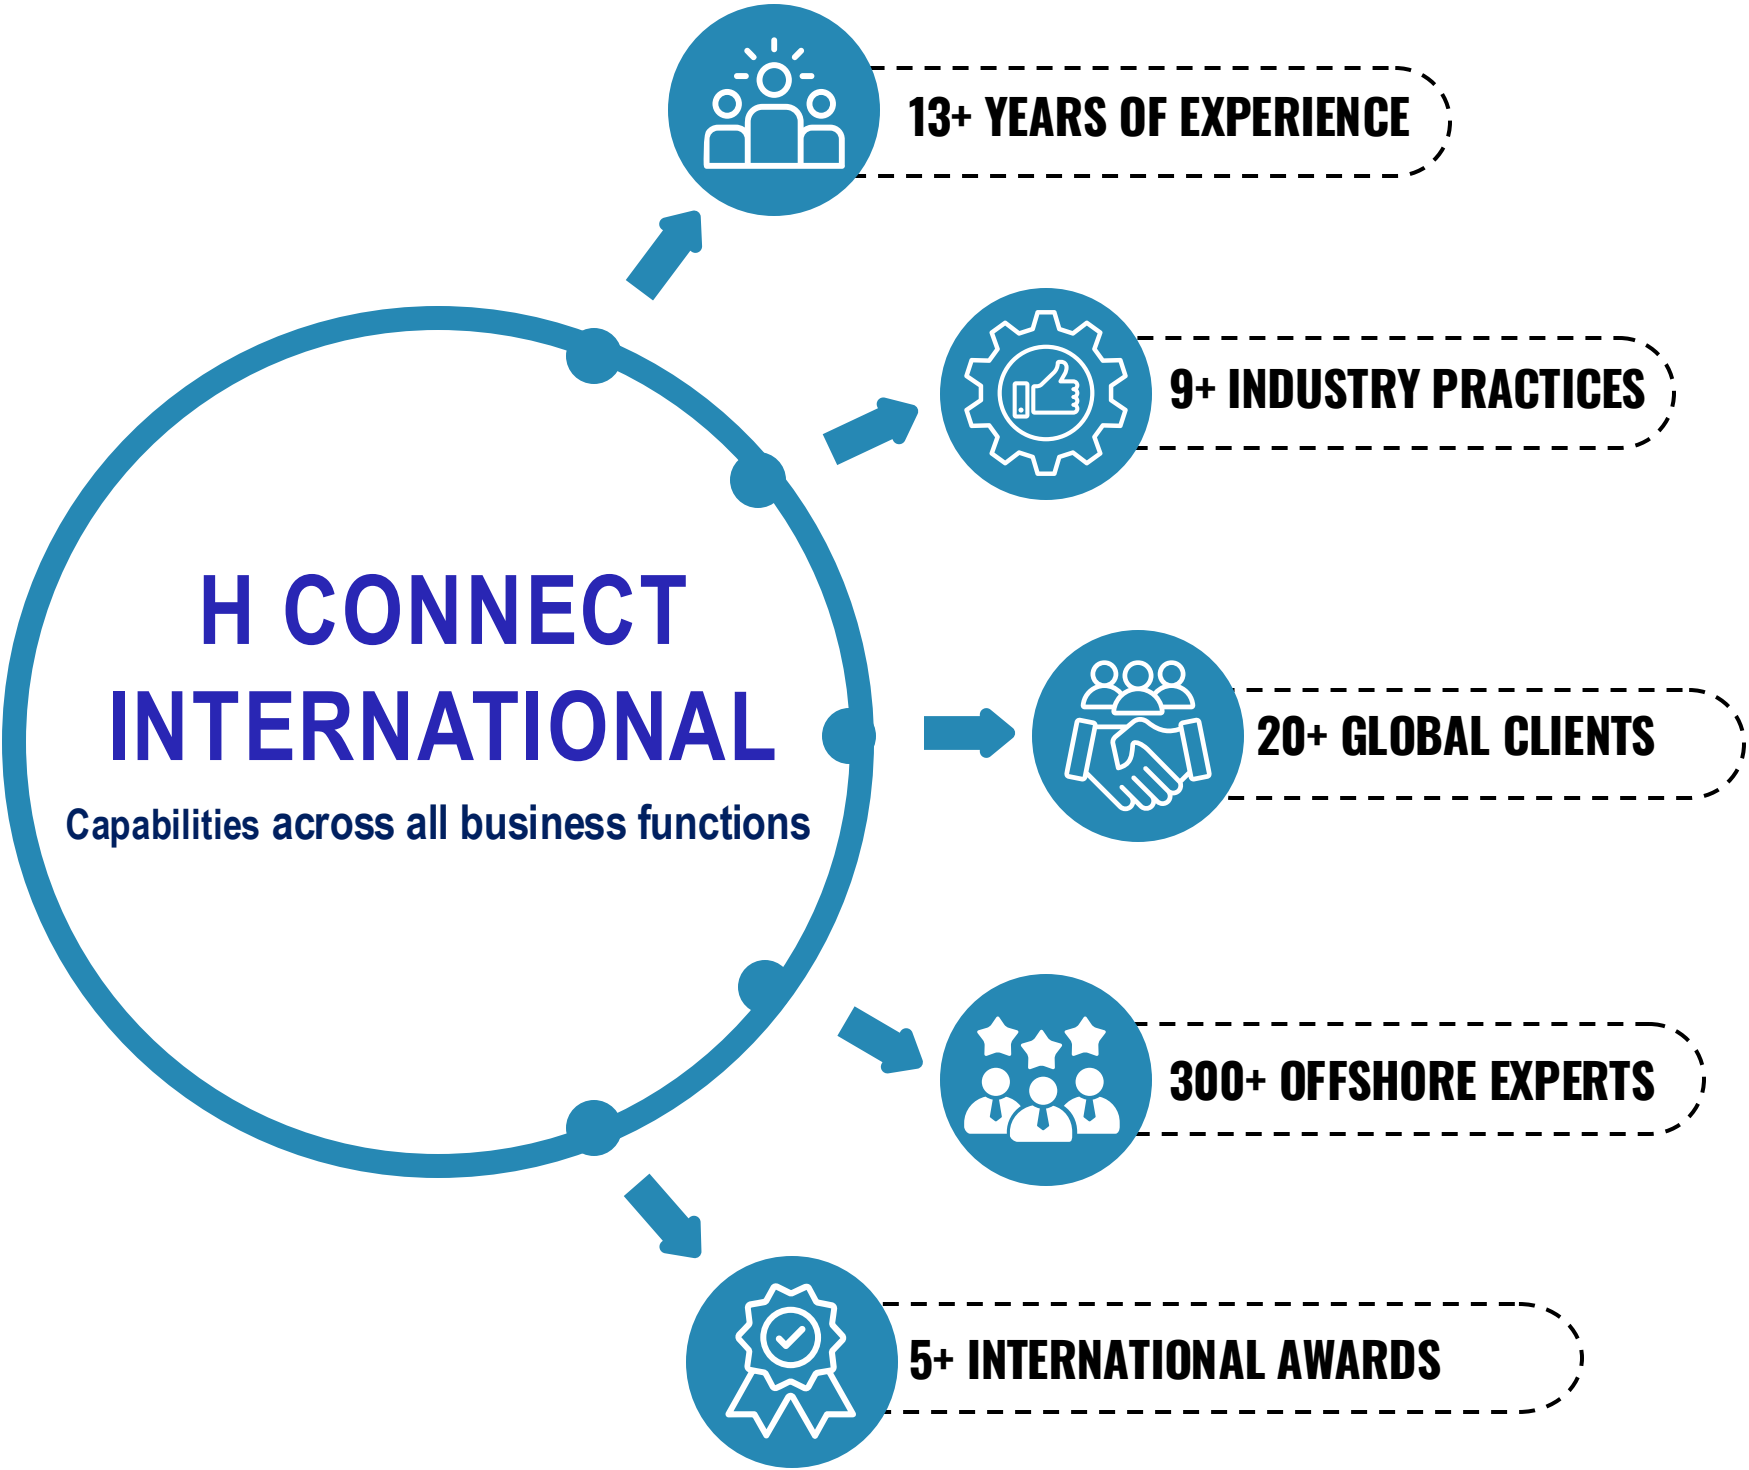 13+ YEARS OF EXPERIENCE
9+ INDUSTRY PRACTICES
H CONNECT
INTERNATIONAL
Capabilities across all business functions
20+ GLOBAL CLIENTS
300+ OFFSHORE EXPERTS
5+ INTERNATIONAL AWARDS